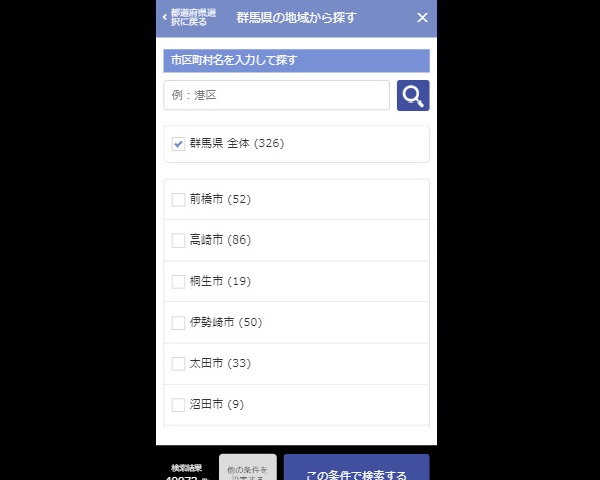 都道府県選
択に戻る
群馬県の地域から探す
市区町村名を入力して探す
例：港区
群馬県 全体 (326)
前橋市 (52)
高崎市 (86)
桐生市 (19)
伊勢崎市 (50)
太田市 (33)
沼田市 (9)
検索結果
他の条件を
この条件で検索する